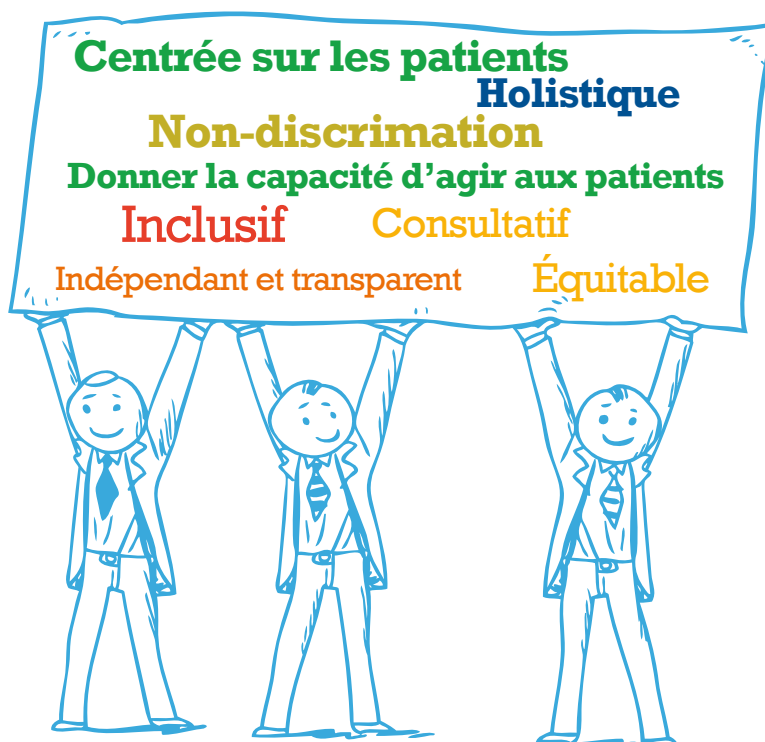 Centrée sur les patients
Holistique
Non-discrimation
Donner la capacité d'agir aux patients
Inclusif Consultatif
Indépendant et transparent Équitable